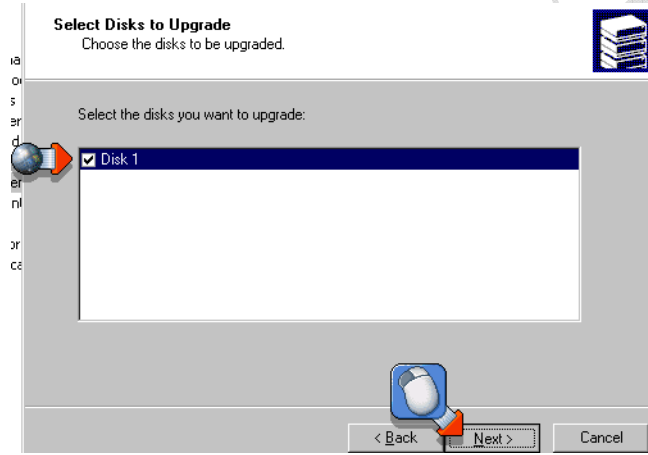 Select Disks to Upgrade
Choose the disks to be upgraded.
Select the disks you want to upgrade:
Disk 1
< Back
Next >
Cancel